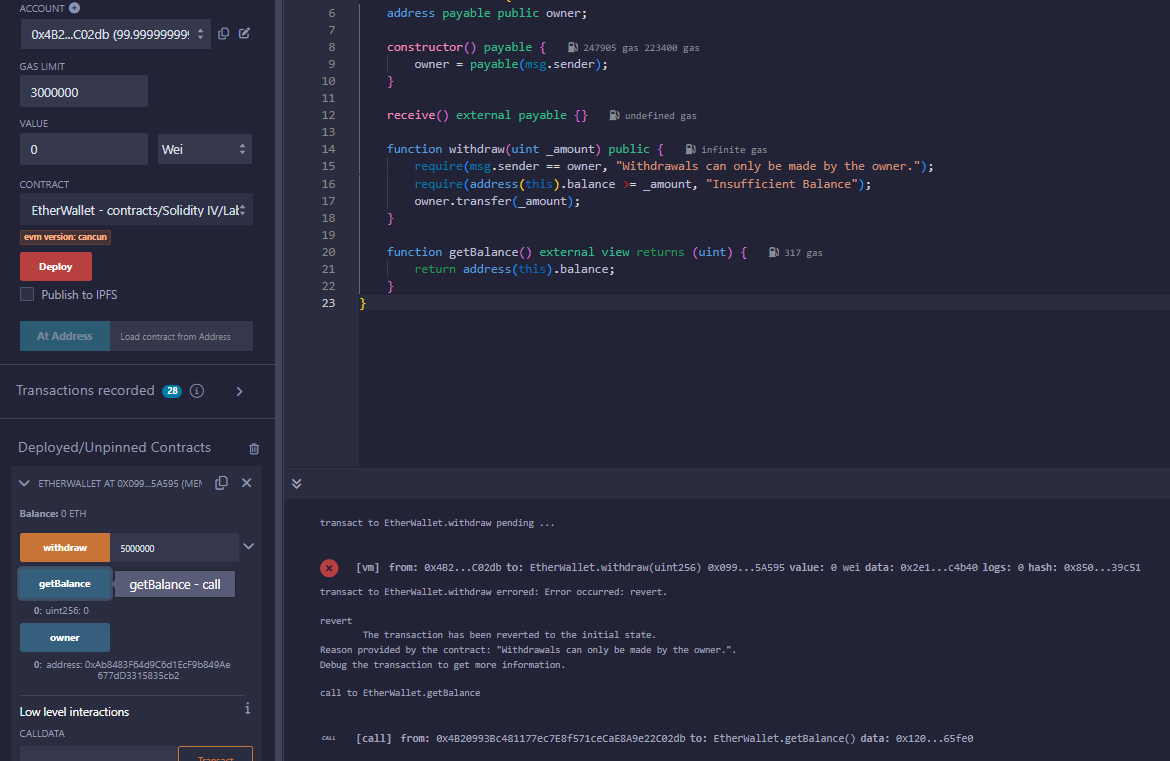 ACCOUNT
0x4B2...C02db (99.9999999999
GAS LIMIT
3000000
VALUE
0
Wei
CONTRACT
EtherWallet - contracts/Solidity IV/Lab
evm version: cancun
Deploy
Publish to IPFS
At Address
Load contract from Address
Transactions recorded
28
Deployed/Unpinned Contracts
ETHERWALLET AT 0X099...5A595 (MEM
Balance: 0 ETH
withdraw
5000000
getBalance
getBalance - call
0: uint256: 0
owner
0: address: 0xAb8483F64d9C6d1EcF9b849Ae
677dD3315835cb2
Low level interactions
CALLDATA
Transact
6 address payable public owner;
7
8 constructor() payable { 247905 gas 223400 gas
9 owner = payable(msg.sender);
10 }
11
12 receive() external payable {} undefined gas
13
14 function withdraw(uint _amount) public { infinite gas
15 require(msg.sender == owner, "Withdrawals can only be made by the owner.");
16 require(address(this).balance >= _amount, "Insufficient Balance");
17 owner.transfer(_amount);
18 }
19
20 function getBalance() external view returns (uint) { 317 gas
21 return address(this).balance;
22 }
23 }
transact to EtherWallet.withdraw pending ...
[vm] from: 0x4B2...C02db to: EtherWallet.withdraw(uint256) 0x099...5A595 value: 0 wei data: 0x2e1...c4b40 logs: 0 hash: 0x850...39c51
transact to EtherWallet.withdraw errored: Error occurred: revert.
revert
The transaction has been reverted to the initial state.
Reason provided by the contract: "Withdrawals can only be made by the owner.".
Debug the transaction to get more information.
call to EtherWallet.getBalance
CALL
[call] from: 0x4B20993Bc481177ec7E8f571ceCaE8A9e22C02db to: EtherWallet.getBalance() data: 0x120...65fe0